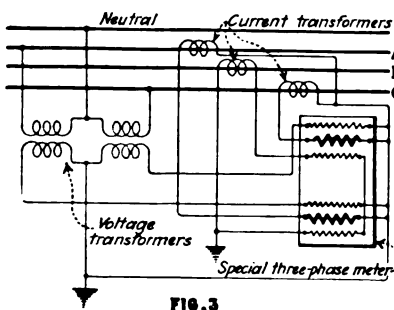 Neutral
Current transformers
Voltage
transformers
Special three-phase meter
FIG.3